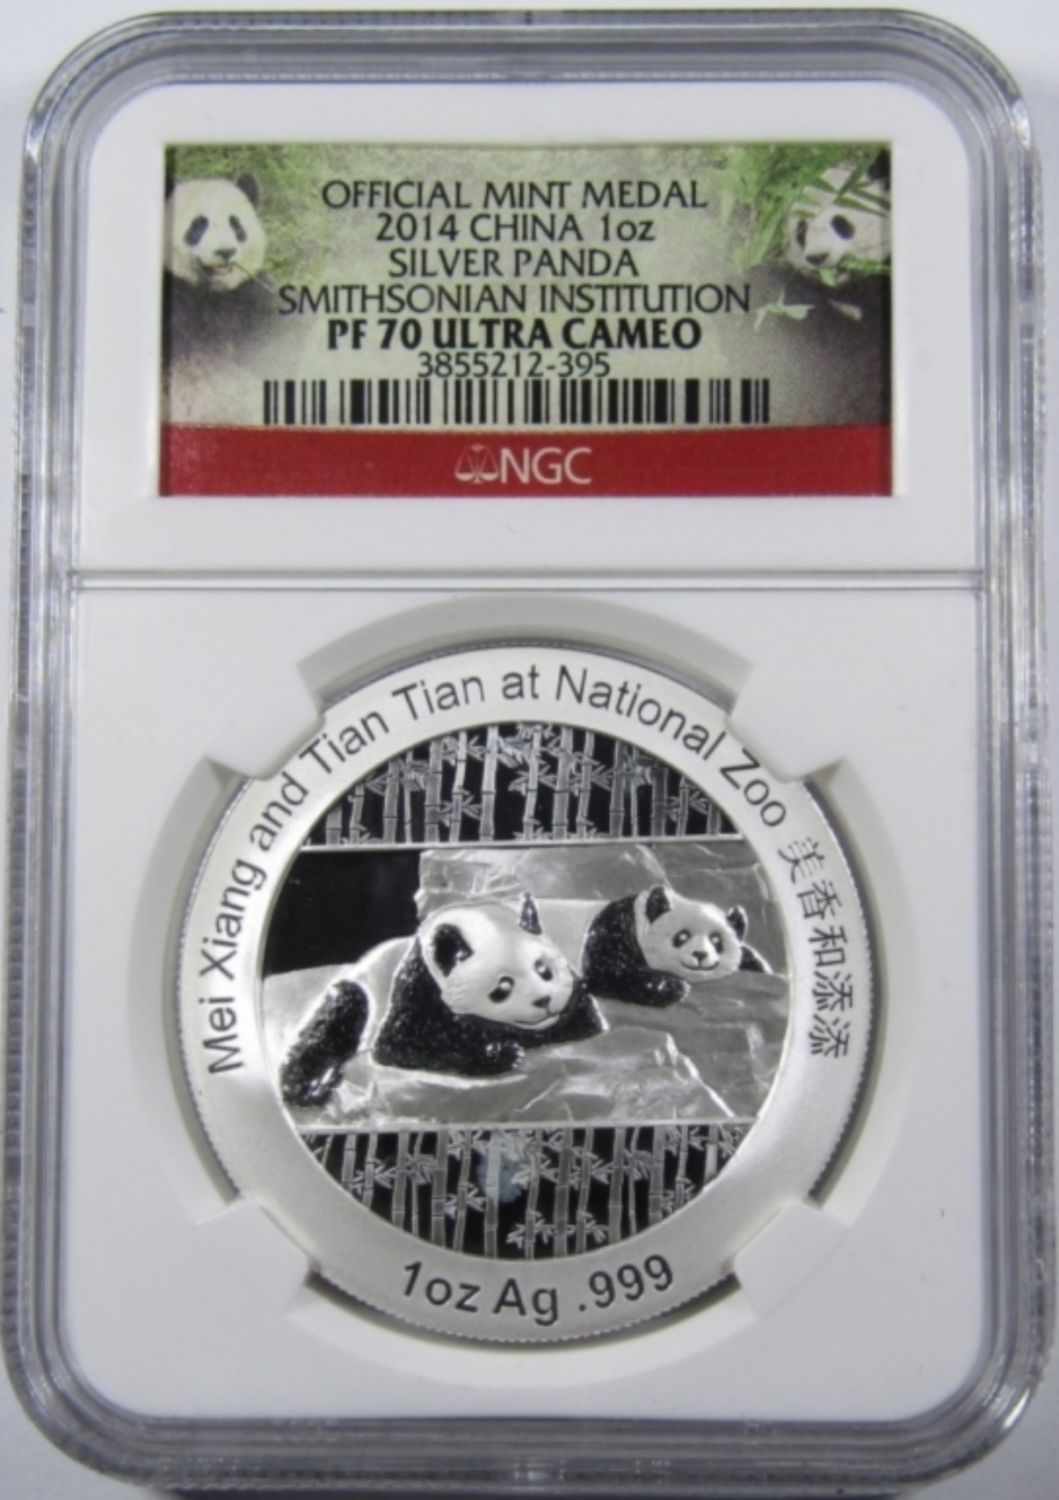 OFFICIAL MINT MEDAL
2014 CHINA 1oz
SILVER PANDA
SMITHSONIAN INSTITUTION
PF 70 ULTRA CAMEO
3855212-395
NGC
Mei Xiang and Tian Tian at National Zoo 美香和添添
1oz Ag .999